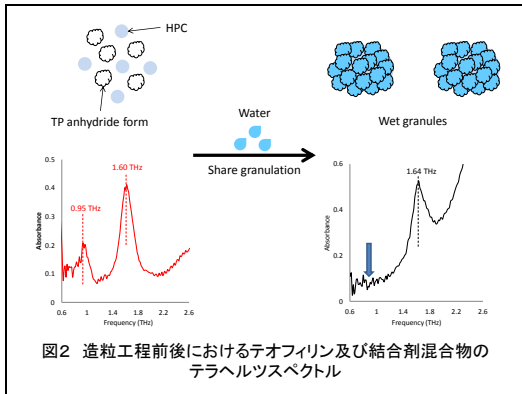 HPC
TP anhydride form
Water
Share granulation
Wet granules
0.5
0.4
0.3
0.2
0.1
0
Absorbance
0.95 THz
1.60 THz
0.6 1 1.4 1.8 2.2 2.6
Frequency (THz)
0.6
0.4
0.2
0
Absorbance
1.64 THz
0.6 1 1.4 1.8 2.2 2.6
Frequency (THz)
図2 造粒工程前後におけるテオフィリン及び結合剤混合物の
テラヘルツスペクトル